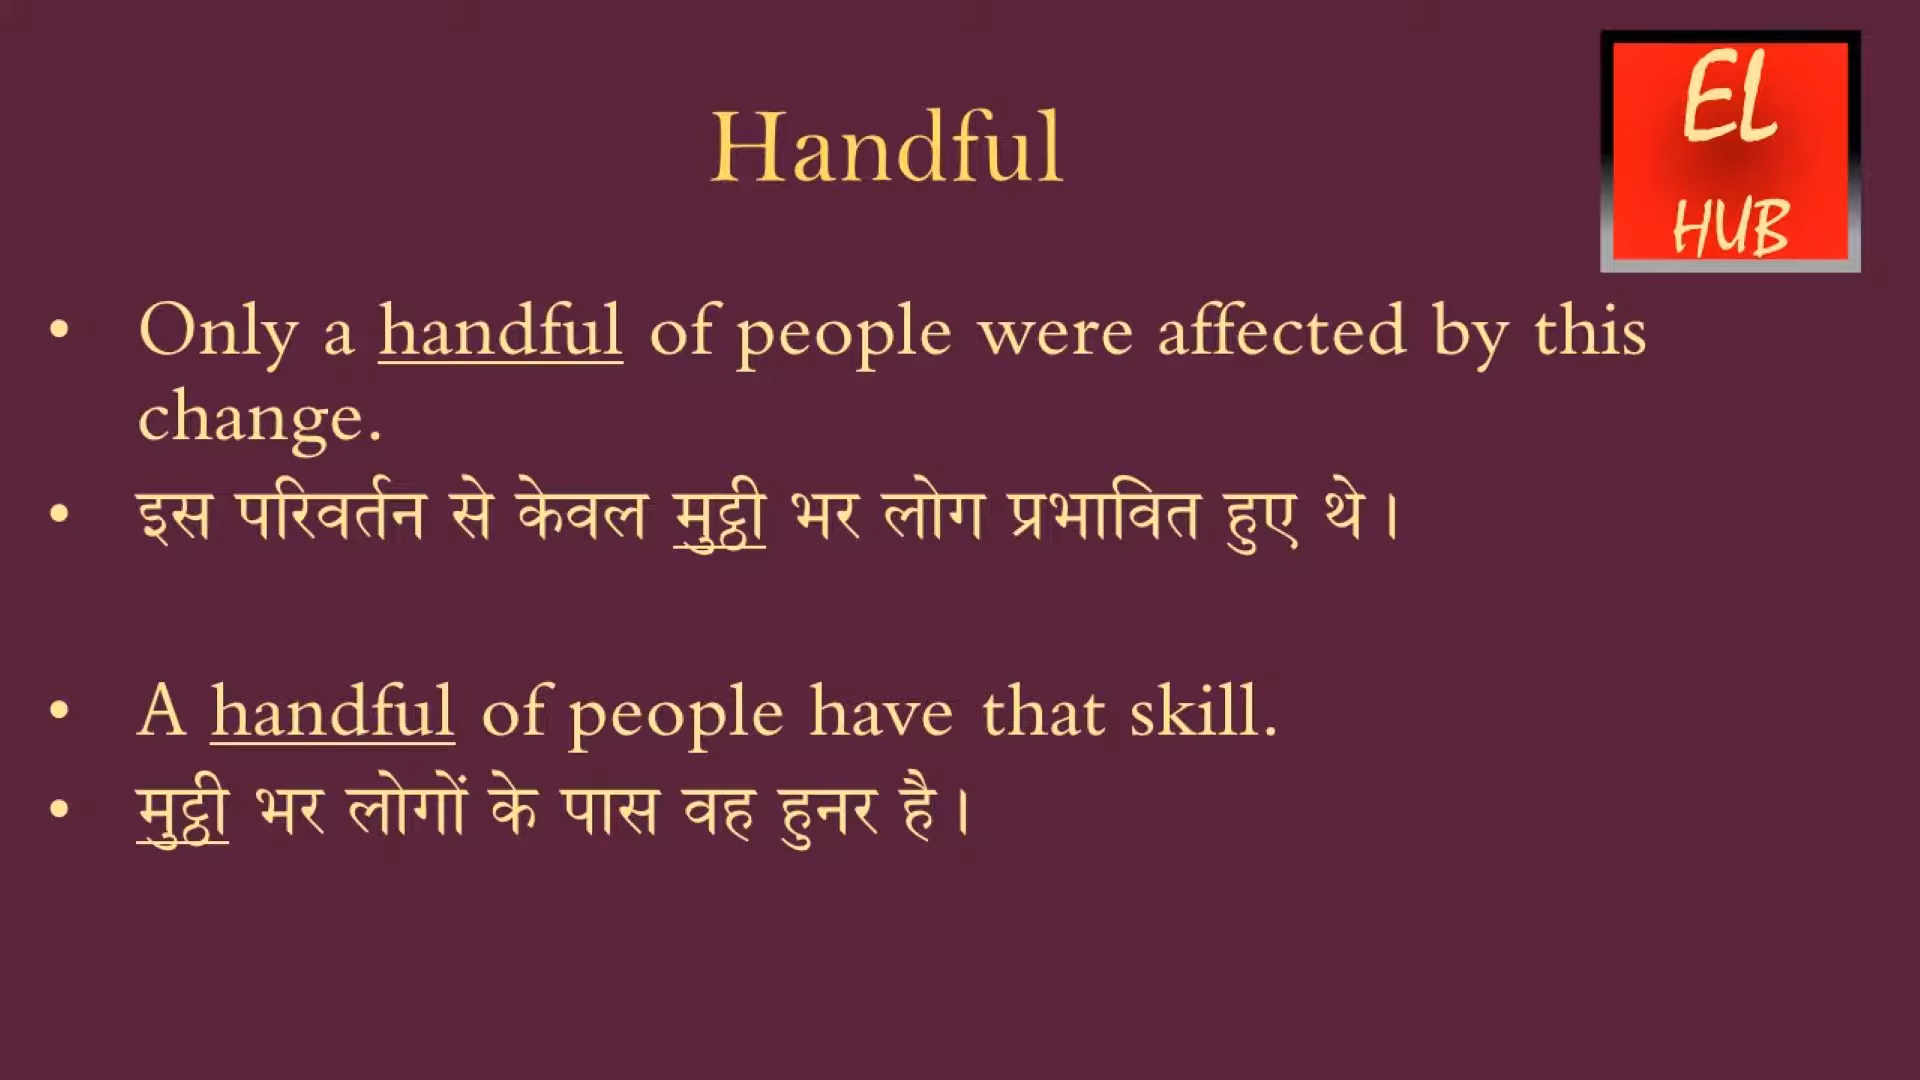 EL
HUB
Handful
• Only a handful of people were affected by this
change.
• इस परिवर्तन से केवल मुट्ठी भर लोग प्रभावित हुए थे।
• A handful of people have that skill.
• मुट्ठी भर लोगों के पास वह हुनर है।